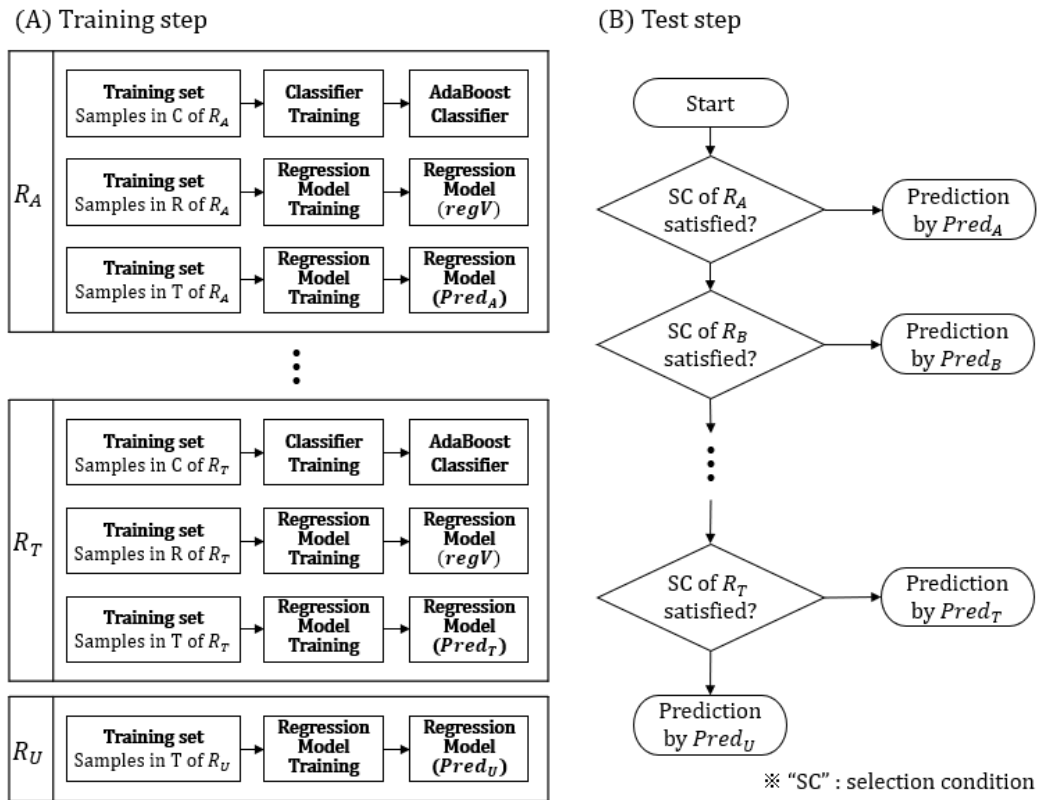 (A) Training step
R_A
Training set
Samples in C of R_A
Classifier
Training
AdaBoost
Classifier
Training set
Samples in R of R_A
Regression
Model
Training
Regression
Model
(regV)
Training set
Samples in T of R_A
Regression
Model
Training
Regression
Model
(Pred_A)
R_T
Training set
Samples in C of R_T
Classifier
Training
AdaBoost
Classifier
Training set
Samples in R of R_T
Regression
Model
Training
Regression
Model
(regV)
Training set
Samples in T of R_T
Regression
Model
Training
Regression
Model
(Pred_T)
R_U
Training set
Samples in T of R_U
Regression
Model
Training
Regression
Model
(Pred_U)
(B) Test step
Start
SC of R_A
satisfied?
Prediction
by Pred_A
SC of R_B
satisfied?
Prediction
by Pred_B
SC of R_T
satisfied?
Prediction
by Pred_T
Prediction
by Pred_U
※ "SC" : selection condition